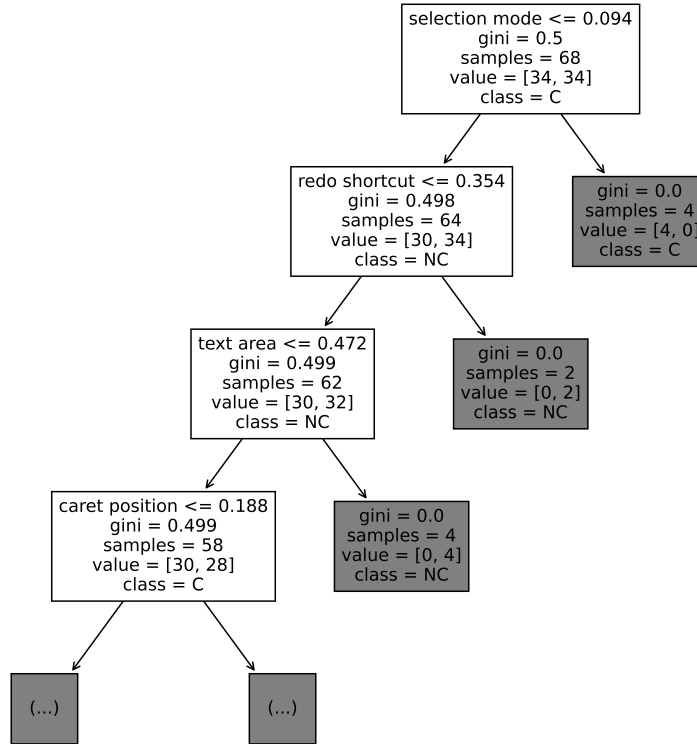 selection mode <= 0.094
gini = 0.5
samples = 68
value = [34, 34]
class = C
redo shortcut <= 0.354
gini = 0.498
samples = 64
value = [30, 34]
class = NC
gini = 0.0
samples = 4
value = [4, 0]
class = C
text area <= 0.472
gini = 0.499
samples = 62
value = [30, 32]
class = NC
gini = 0.0
samples = 2
value = [0, 2]
class = NC
caret position <= 0.188
gini = 0.499
samples = 58
value = [30, 28]
class = C
gini = 0.0
samples = 4
value = [0, 4]
class = NC
(...)
(...)